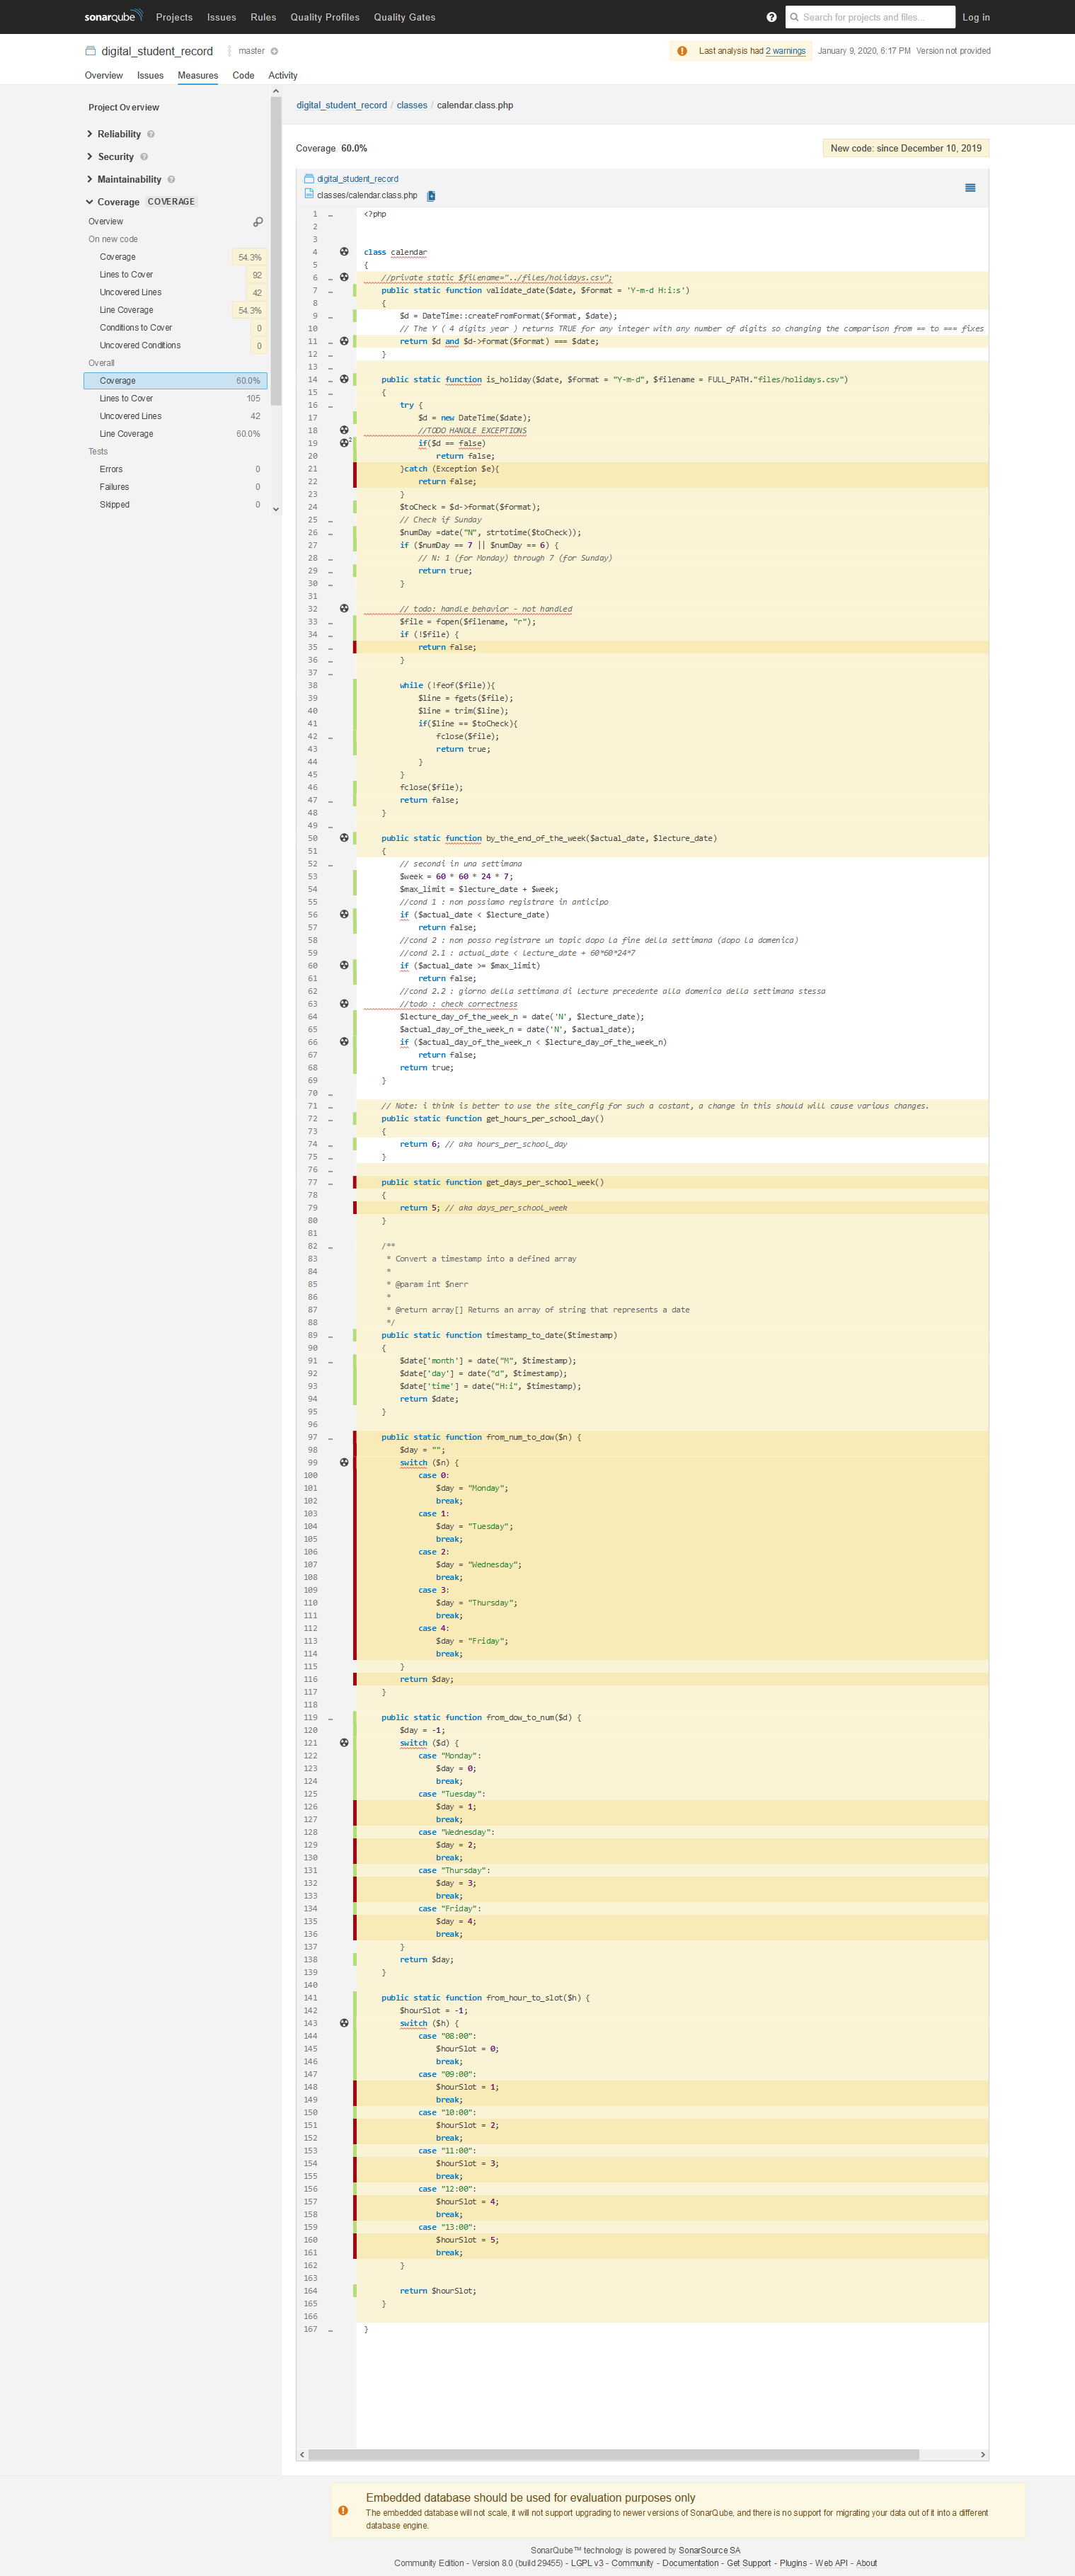 sonarqube Projects Issues Rules Quality Profiles Quality Gates ? Search for projects and files... Log in
digital_student_record master Last analysis had 2 warnings January 9, 2020, 6:17 PM Version not provided
Overview Issues Measures Code Activity
Project Overview
Reliability ?
Security ?
Maintainability ?
Coverage COVERAGE
Overview
On new code
Coverage 54.3%
Lines to Cover 92
Uncovered Lines 42
Line Coverage 54.3%
Conditions to Cover 0
Uncovered Conditions 0
Overall
Coverage 60.0%
Lines to Cover 105
Uncovered Lines 42
Line Coverage 60.0%
Tests
Errors 0
Failures 0
Skipped 0
digital_student_record / classes / calendar.class.php
Coverage 60.0% New code: since December 10, 2019
digital_student_record
classes/calendar.class.php
1 … <?php
2
3
4 class calendar
5 {
6 … //private static $filename="../files/holidays.csv";
7 … public static function validate_date($date, $format = 'Y-m-d H:i:s')
8 {
9 … $d = DateTime::createFromFormat($format, $date);
10 // The Y ( 4 digits year ) returns TRUE for any integer with any number of digits so changing the comparison from == to === fixes
11 … return $d and $d->format($format) === $date;
12 … }
13 …
14 … public static function is_holiday($date, $format = "Y-m-d", $filename = FULL_PATH."files/holidays.csv")
15 … {
16 … try {
17 $d = new DateTime($date);
18 //TODO HANDLE EXCEPTIONS
19 2 if($d == false)
20 return false;
21 }catch (Exception $e){
22 return false;
23 }
24 $toCheck = $d->format($format);
25 … // Check if Sunday
26 … $numDay =date("N", strtotime($toCheck));
27 if ($numDay == 7 || $numDay == 6) {
28 … // N: 1 (for Monday) through 7 (for Sunday)
29 … return true;
30 … }
31
32 // todo: handle behavior - not handled
33 … $file = fopen($filename, "r");
34 … if (!$file) {
35 … return false;
36 … }
37 …
38 while (!feof($file)){
39 $line = fgets($file);
40 $line = trim($line);
41 if($line == $toCheck){
42 … fclose($file);
43 return true;
44 }
45 }
46 fclose($file);
47 … return false;
48 }
49 …
50 public static function by_the_end_of_the_week($actual_date, $lecture_date)
51 {
52 … // secondi in una settimana
53 $week = 60 * 60 * 24 * 7;
54 $max_limit = $lecture_date + $week;
55 //cond 1 : non possiamo registrare in anticipo
56 if ($actual_date < $lecture_date)
57 return false;
58 //cond 2 : non posso registrare un topic dopo la fine della settimana (dopo la domenica)
59 //cond 2.1 : actual_date < lecture_date + 60*60*24*7
60 if ($actual_date >= $max_limit)
61 return false;
62 //cond 2.2 : giorno della settimana di lecture precedente alla domenica della settimana stessa
63 //todo : check correctness
64 $lecture_day_of_the_week_n = date('N', $lecture_date);
65 $actual_day_of_the_week_n = date('N', $actual_date);
66 if ($actual_day_of_the_week_n < $lecture_day_of_the_week_n)
67 return false;
68 return true;
69 }
70 …
71 … // Note: i think is better to use the site_config for such a costant, a change in this should will cause various changes.
72 … public static function get_hours_per_school_day()
73 {
74 … return 6; // aka hours_per_school_day
75 … }
76 …
77 … public static function get_days_per_school_week()
78 {
79 return 5; // aka days_per_school_week
80 }
81
82 … /**
83 * Convert a timestamp into a defined array
84 *
85 * @param int $nerr
86 *
87 * @return array[] Returns an array of string that represents a date
88 */
89 … public static function timestamp_to_date($timestamp)
90 {
91 … $date['month'] = date("M", $timestamp);
92 $date['day'] = date("d", $timestamp);
93 $date['time'] = date("H:i", $timestamp);
94 return $date;
95 }
96
97 … public static function from_num_to_dow($n) {
98 $day = "";
99 switch ($n) {
100 case 0:
101 $day = "Monday";
102 break;
103 case 1:
104 $day = "Tuesday";
105 break;
106 case 2:
107 $day = "Wednesday";
108 break;
109 case 3:
110 $day = "Thursday";
111 break;
112 case 4:
113 $day = "Friday";
114 break;
115 }
116 return $day;
117 }
118
119 … public static function from_dow_to_num($d) {
120 $day = -1;
121 switch ($d) {
122 case "Monday":
123 $day = 0;
124 break;
125 case "Tuesday":
126 $day = 1;
127 break;
128 case "Wednesday":
129 $day = 2;
130 break;
131 case "Thursday":
132 $day = 3;
133 break;
134 case "Friday":
135 $day = 4;
136 break;
137 }
138 return $day;
139 }
140
141 public static function from_hour_to_slot($h) {
142 $hourSlot = -1;
143 switch ($h) {
144 case "08:00":
145 $hourSlot = 0;
146 break;
147 case "09:00":
148 $hourSlot = 1;
149 break;
150 case "10:00":
151 $hourSlot = 2;
152 break;
153 case "11:00":
154 $hourSlot = 3;
155 break;
156 case "12:00":
157 $hourSlot = 4;
158 break;
159 case "13:00":
160 $hourSlot = 5;
161 break;
162 }
163
164 return $hourSlot;
165 }
166
167 … }
Embedded database should be used for evaluation purposes only
The embedded database will not scale, it will not support upgrading to newer versions of SonarQube, and there is no support for migrating your data out of it into a different
database engine.
SonarQube™ technology is powered by SonarSource SA
Community Edition - Version 8.0 (build 29455) - LGPL v3 - Community - Documentation - Get Support - Plugins - Web API - About